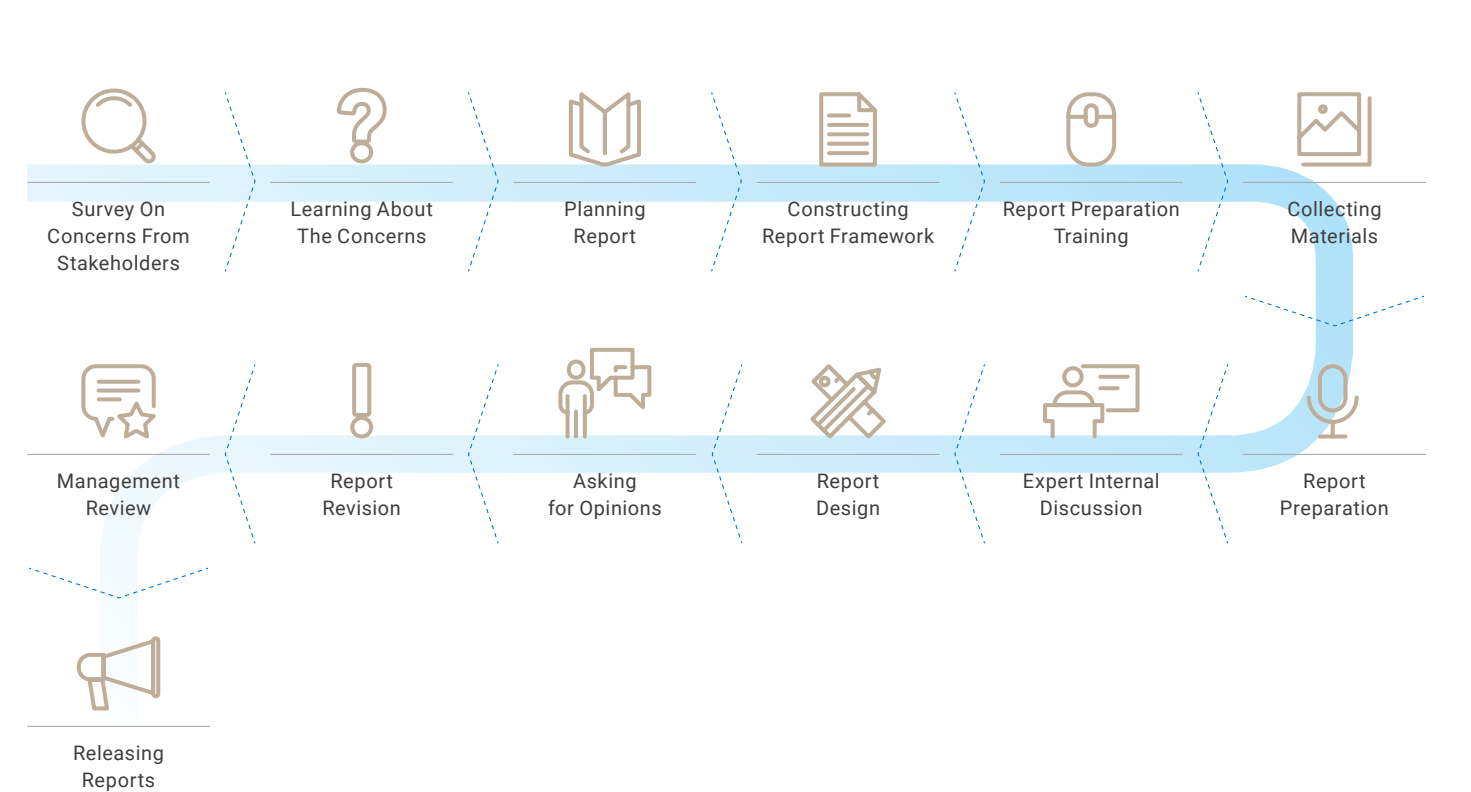 Survey On
Concerns From
Stakeholders
Learning About
The Concerns
Planning
Report
Constructing
Report Framework
Report Preparation
Training
Collecting
Materials
Report
Preparation
Expert Internal
Discussion
Report
Design
Asking
for Opinions
Report
Revision
Management
Review
Releasing
Reports